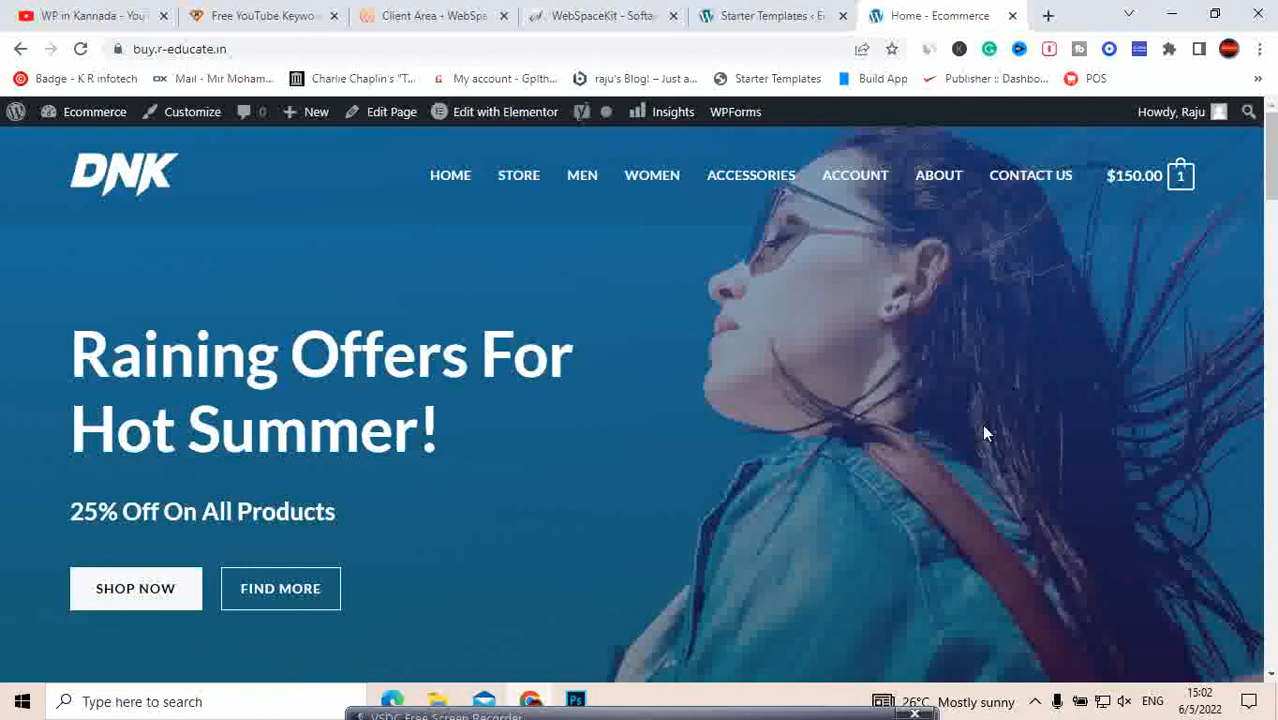 WP in Kannada - You
Free YouTube Keywo
Client Area - WebSpa
WebSpaceKit - Softa
Starter Templates ‹ E
Home - Ecommerce
buy.r-educate.in
Badge - K R infotech
Mail - Mr Moham...
Charlie Chaplin's "T...
My account - Gplth...
raju's Blog! – Just a...
Starter Templates
Build App
Publisher :: Dashbo...
POS
»
Ecommerce
Customize
0
New
Edit Page
Edit with Elementor
Insights
WPForms
Howdy, Raju
DNK
HOME
STORE
MEN
WOMEN
ACCESSORIES
ACCOUNT
ABOUT
CONTACT US
$150.00
1
Raining Offers For
Hot Summer!
25% Off On All Products
SHOP NOW
FIND MORE
Type here to search
26°C Mostly sunny
ENG
15:02
6/5/2022
VSDC Free Screen Recorder